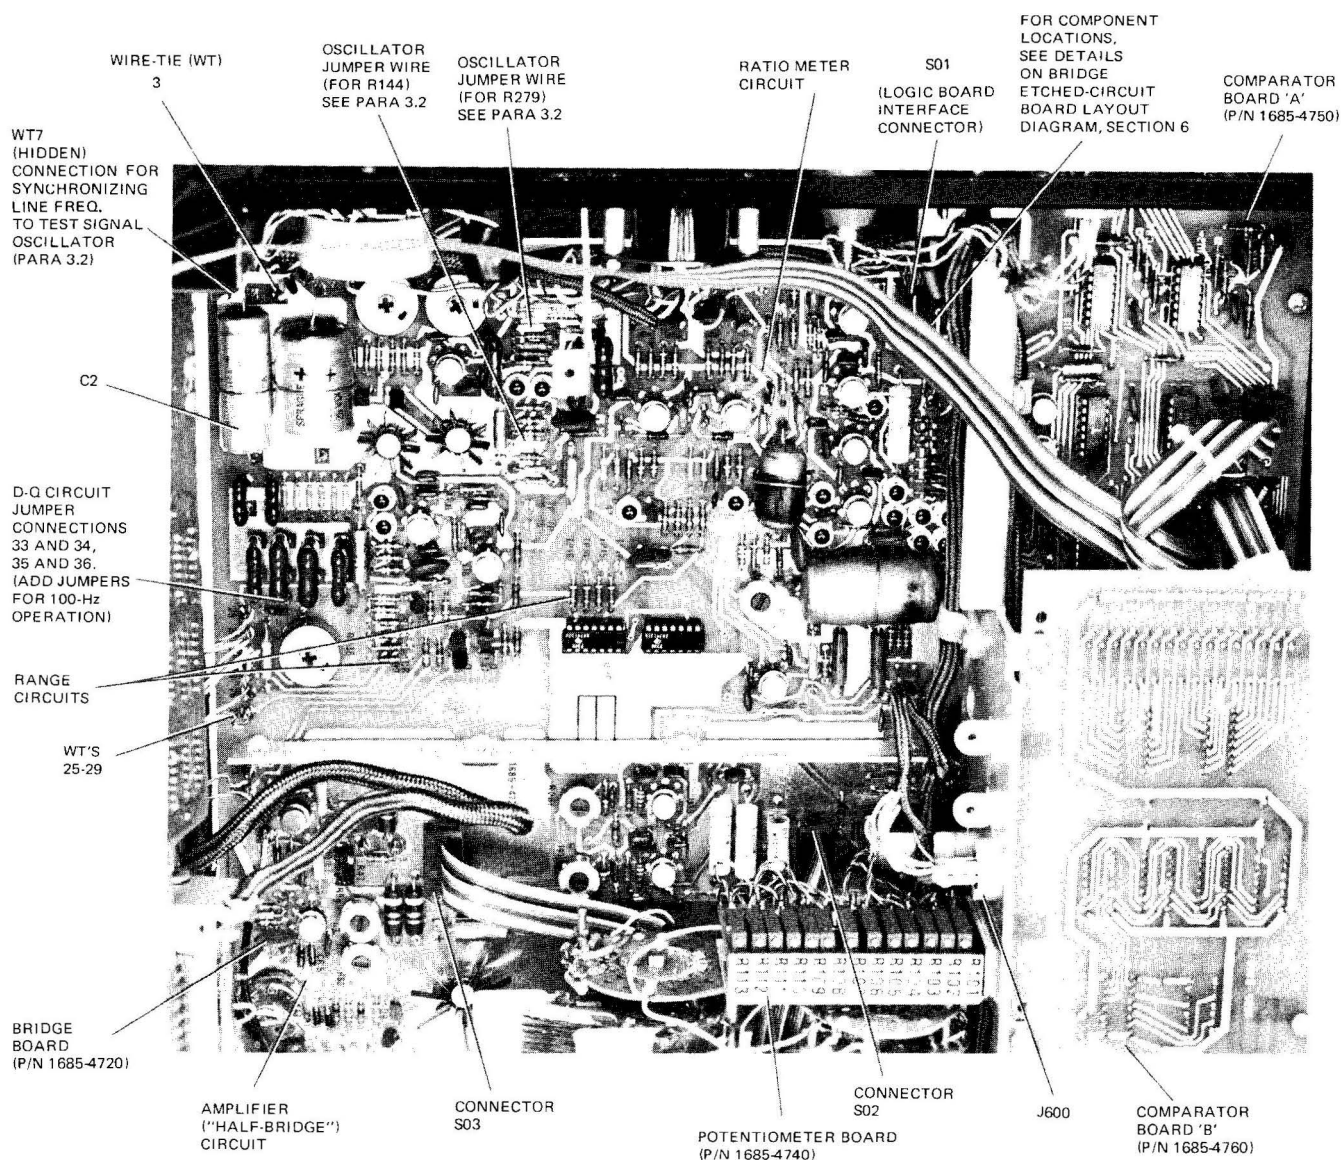 WIRE-TIE (WT)
3
OSCILLATOR
JUMPER WIRE
(FOR R144)
SEE PARA 3.2
OSCILLATOR
JUMPER WIRE
(FOR R279)
SEE PARA 3.2
RATIO METER
CIRCUIT
S01
(LOGIC BOARD
INTERFACE
CONNECTOR)
FOR COMPONENT
LOCATIONS,
SEE DETAILS
ON BRIDGE
ETCHED-CIRCUIT
BOARD LAYOUT
DIAGRAM, SECTION 6
COMPARATOR
BOARD 'A'
(P/N 1685-4750)
WT7
(HIDDEN)
CONNECTION FOR
SYNCHRONIZING
LINE FREQ.
TO TEST SIGNAL
OSCILLATOR
(PARA 3.2)
C2
D-Q CIRCUIT
JUMPER
CONNECTIONS
33 AND 34,
35 AND 36.
(ADD JUMPERS
FOR 100-Hz
OPERATION)
RANGE
CIRCUITS
WT'S
25-29
BRIDGE
BOARD
(P/N 1685-4720)
AMPLIFIER
("HALF-BRIDGE")
CIRCUIT
CONNECTOR
S03
POTENTIOMETER BOARD
(P/N 1685-4740)
CONNECTOR
S02
J600
COMPARATOR
BOARD 'B'
(P/N 1685-4760)